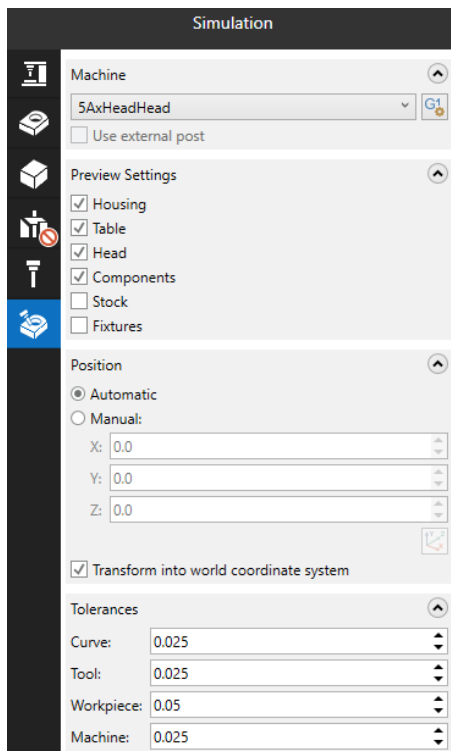 Simulation
Machine
5AxHeadHead
G1
Use external post
Preview Settings
Housing
Table
Head
Components
Stock
Fixtures
Position
Automatic
Manual:
X: 0.0
Y: 0.0
Z: 0.0
Transform into world coordinate system
Tolerances
Curve: 0.025
Tool: 0.025
Workpiece: 0.05
Machine: 0.025